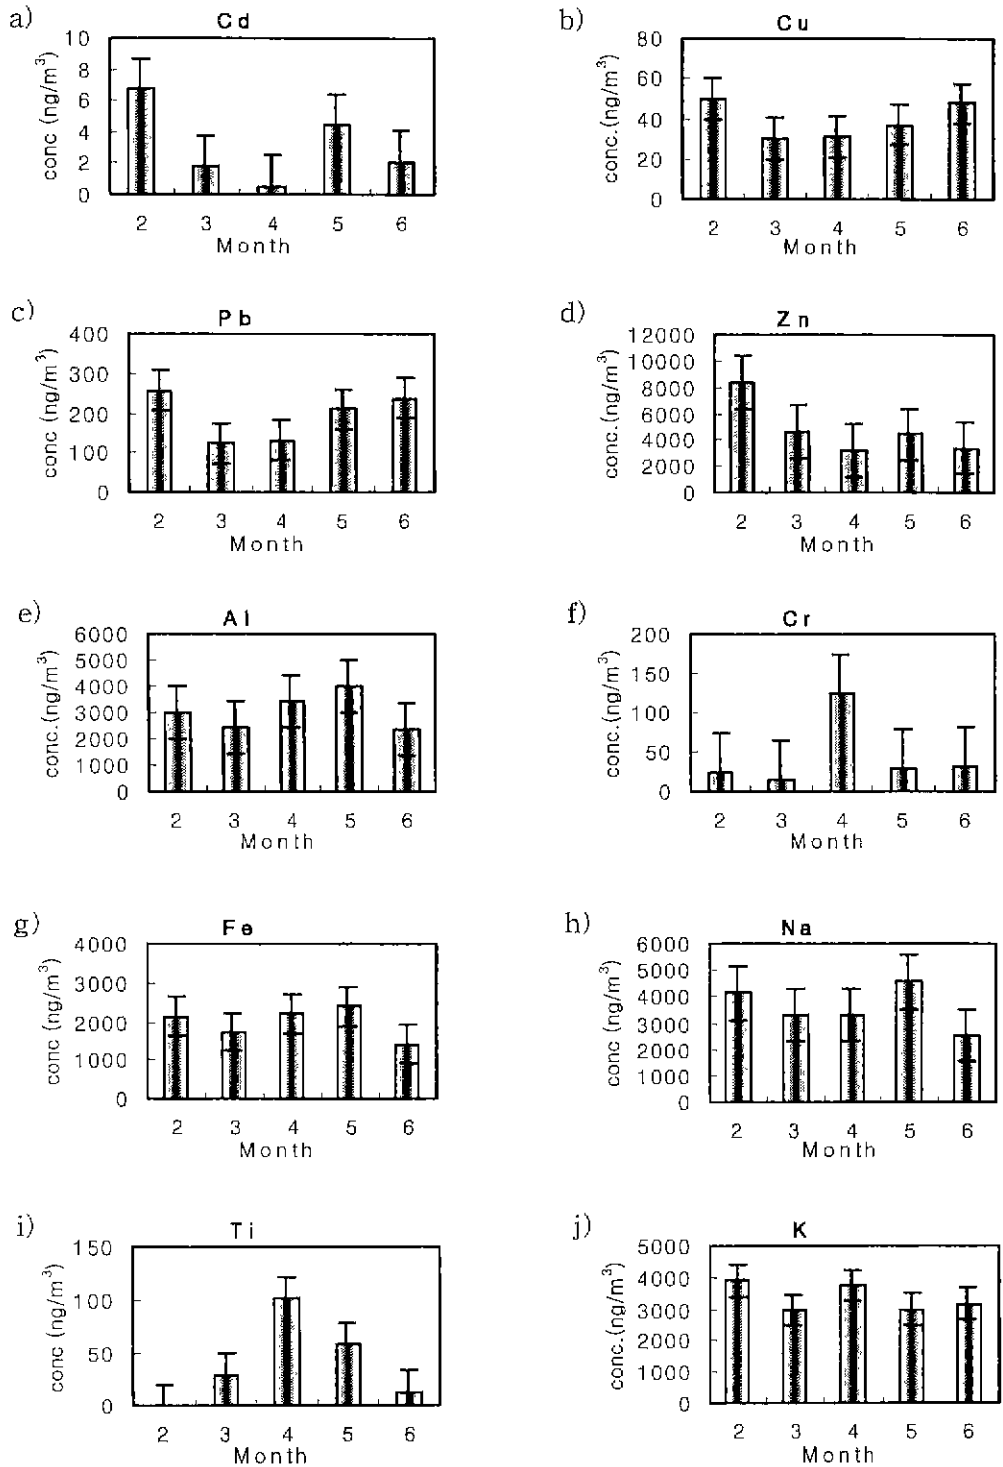 a)
Cd
conc (ng/m³)
10
8
6
4
2
0
2 3 4 5 6
Month
b)
Cu
conc.(ng/m³)
80
60
40
20
0
2 3 4 5 6
Month
c)
Pb
conc (ng/m³)
400
300
200
100
0
2 3 4 5 6
Month
d)
Zn
conc.(ng/m³)
12000
10000
8000
6000
4000
2000
0
2 3 4 5 6
Month
e)
Al
conc.(ng/m³)
6000
5000
4000
3000
2000
1000
0
2 3 4 5 6
Month
f)
Cr
conc.(ng/m³)
200
150
100
50
0
2 3 4 5 6
Month
g)
Fe
conc (ng/m³)
4000
3000
2000
1000
0
2 3 4 5 6
Month
h)
Na
conc (ng/m³)
6000
5000
4000
3000
2000
1000
0
2 3 4 5 6
Month
i)
Ti
conc (ng/m³)
150
100
50
0
2 3 4 5 6
Month
j)
K
conc.(ng/m³)
5000
4000
3000
2000
1000
0
2 3 4 5 6
Month